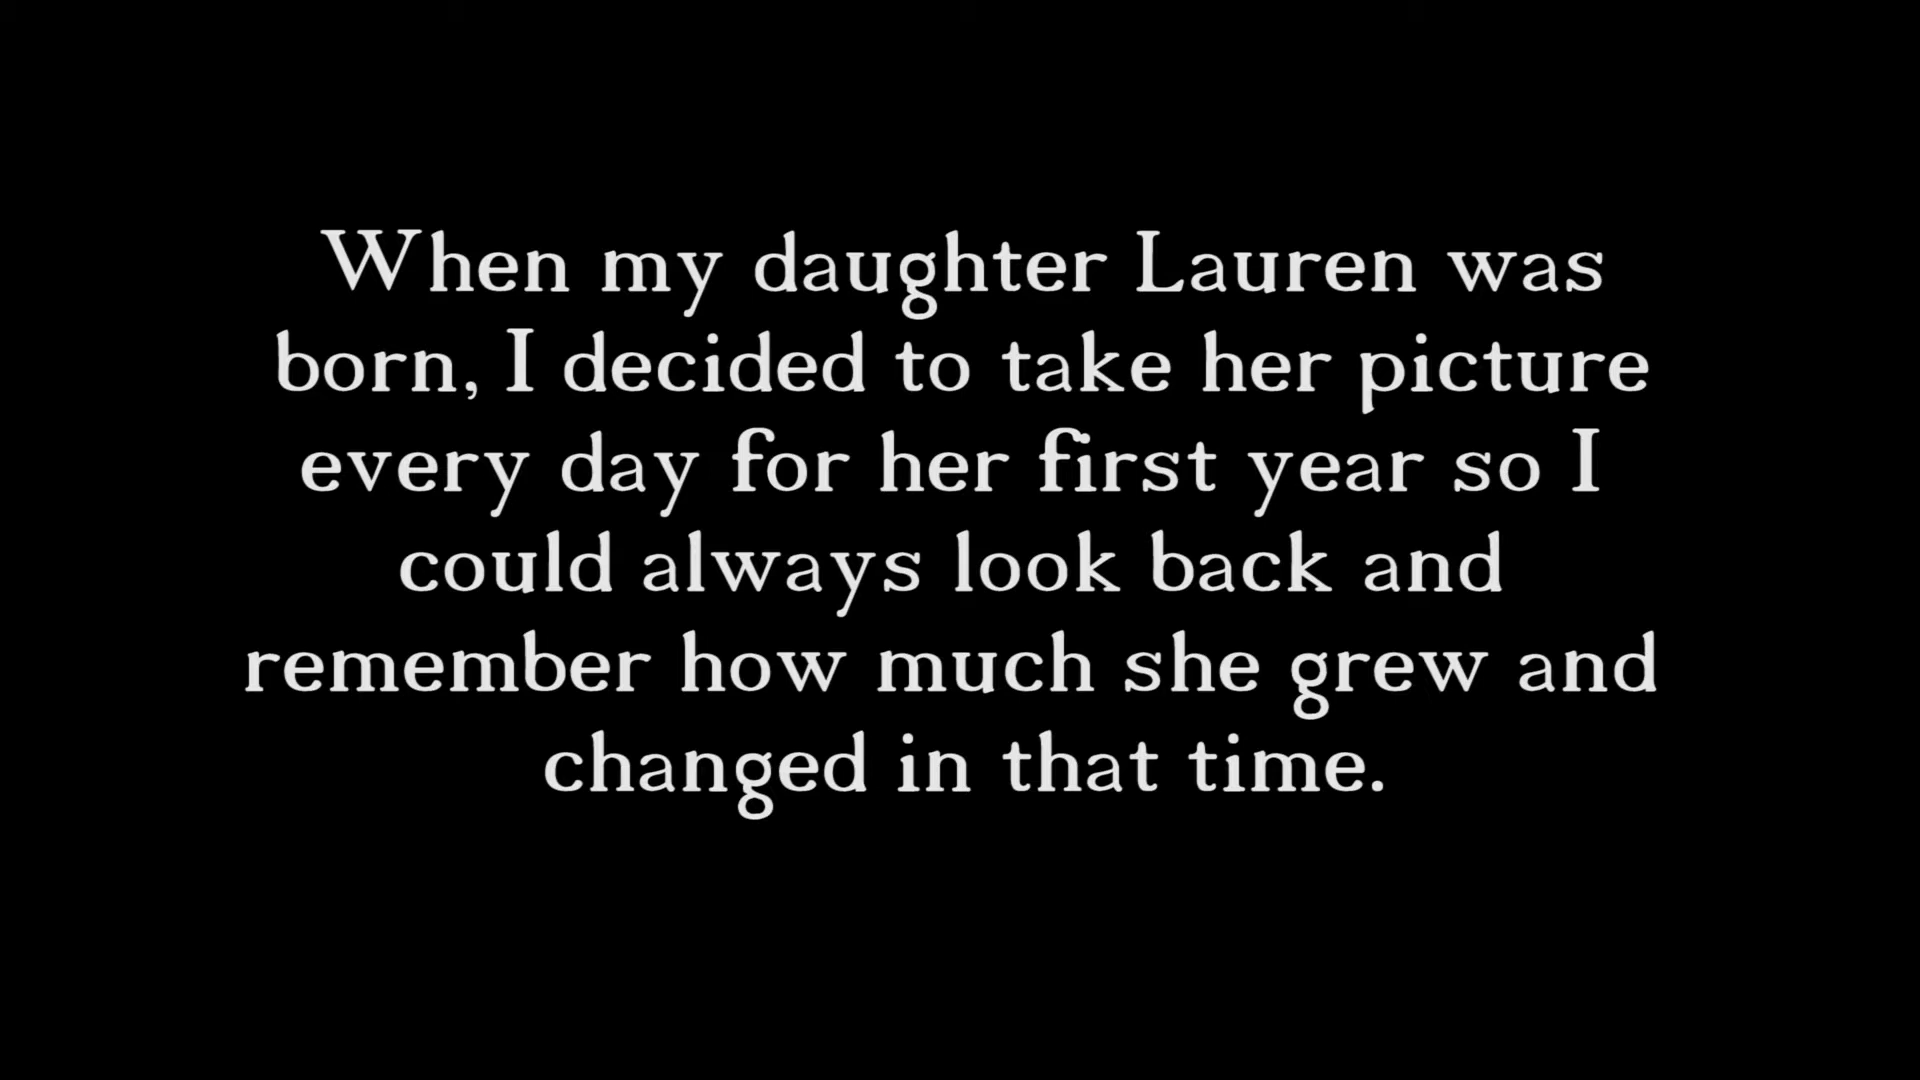 When my daughter Lauren was
born, I decided to take her picture
every day for her first year so I
could always look back and
remember how much she grew and
changed in that time.